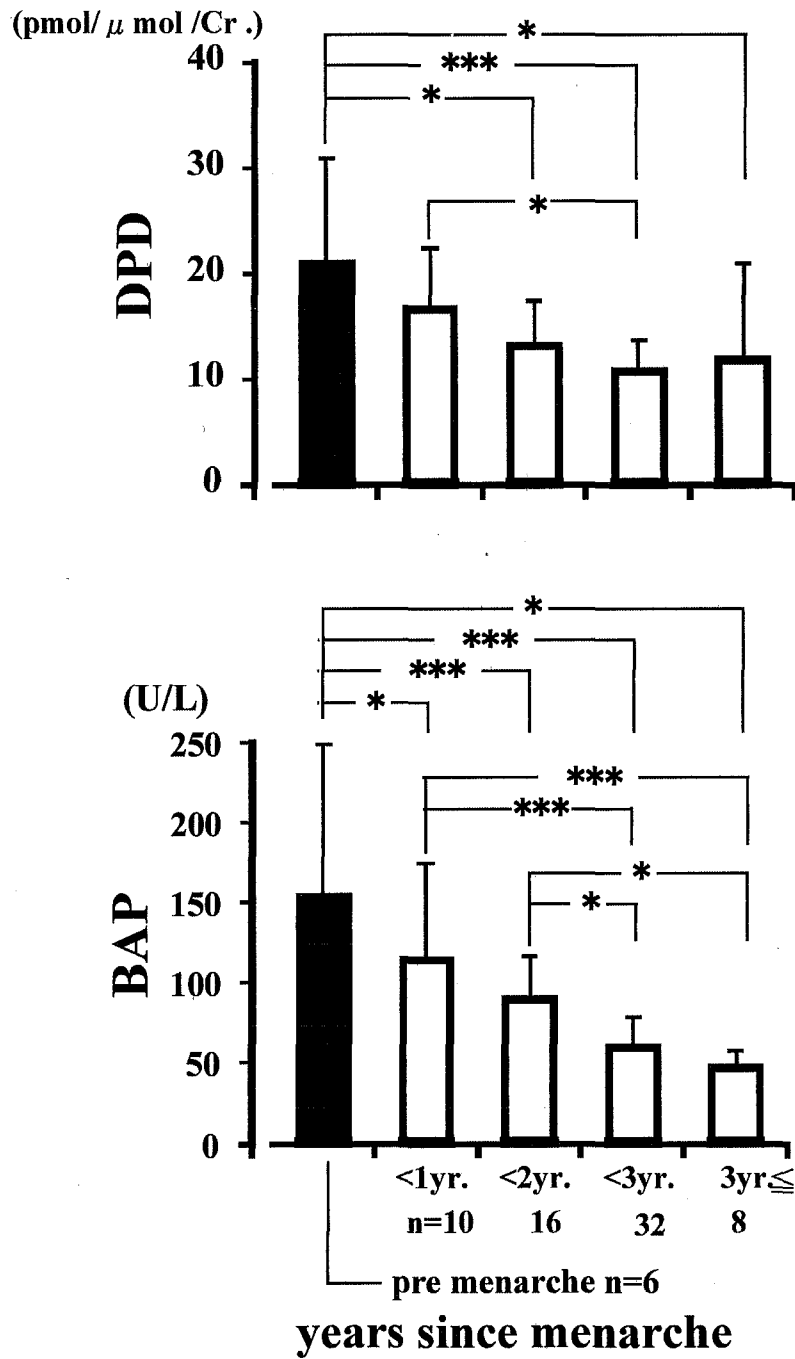 (pmol/ μ mol /Cr .)
*
***
*
*
40
30
20
10
0
DPD
*
***
***
*
(U/L)
***
***
*
*
250
200
150
100
50
0
BAP
<1yr. <2yr. <3yr. 3yr.≦
n=10 16 32 8
pre menarche n=6
years since menarche